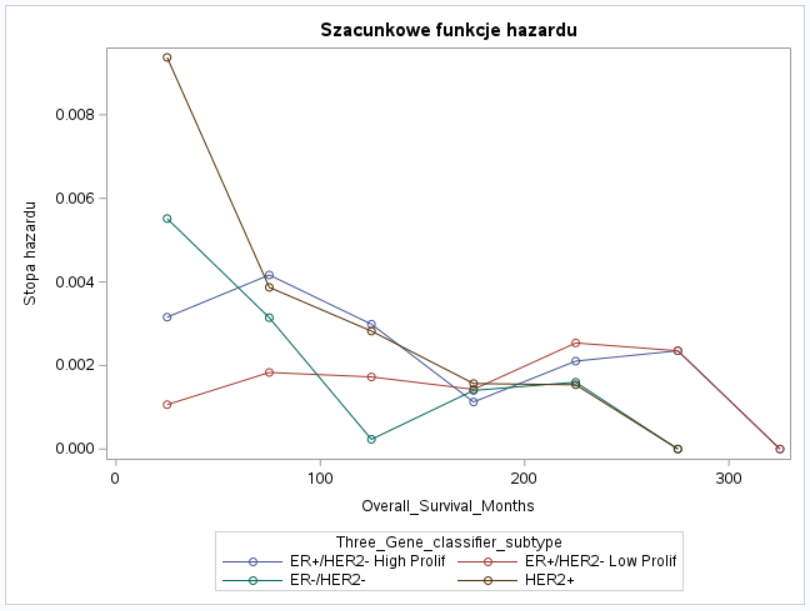 Szacunkowe funkcje hazardu
Stopa hazardu
0.008
0.006
0.004
0.002
0.000
0 100 200 300
Overall_Survival_Months
Three_Gene_classifier_subtype
ER+/HER2- High Prolif ER+/HER2- Low Prolif
ER-/HER2- HER2+